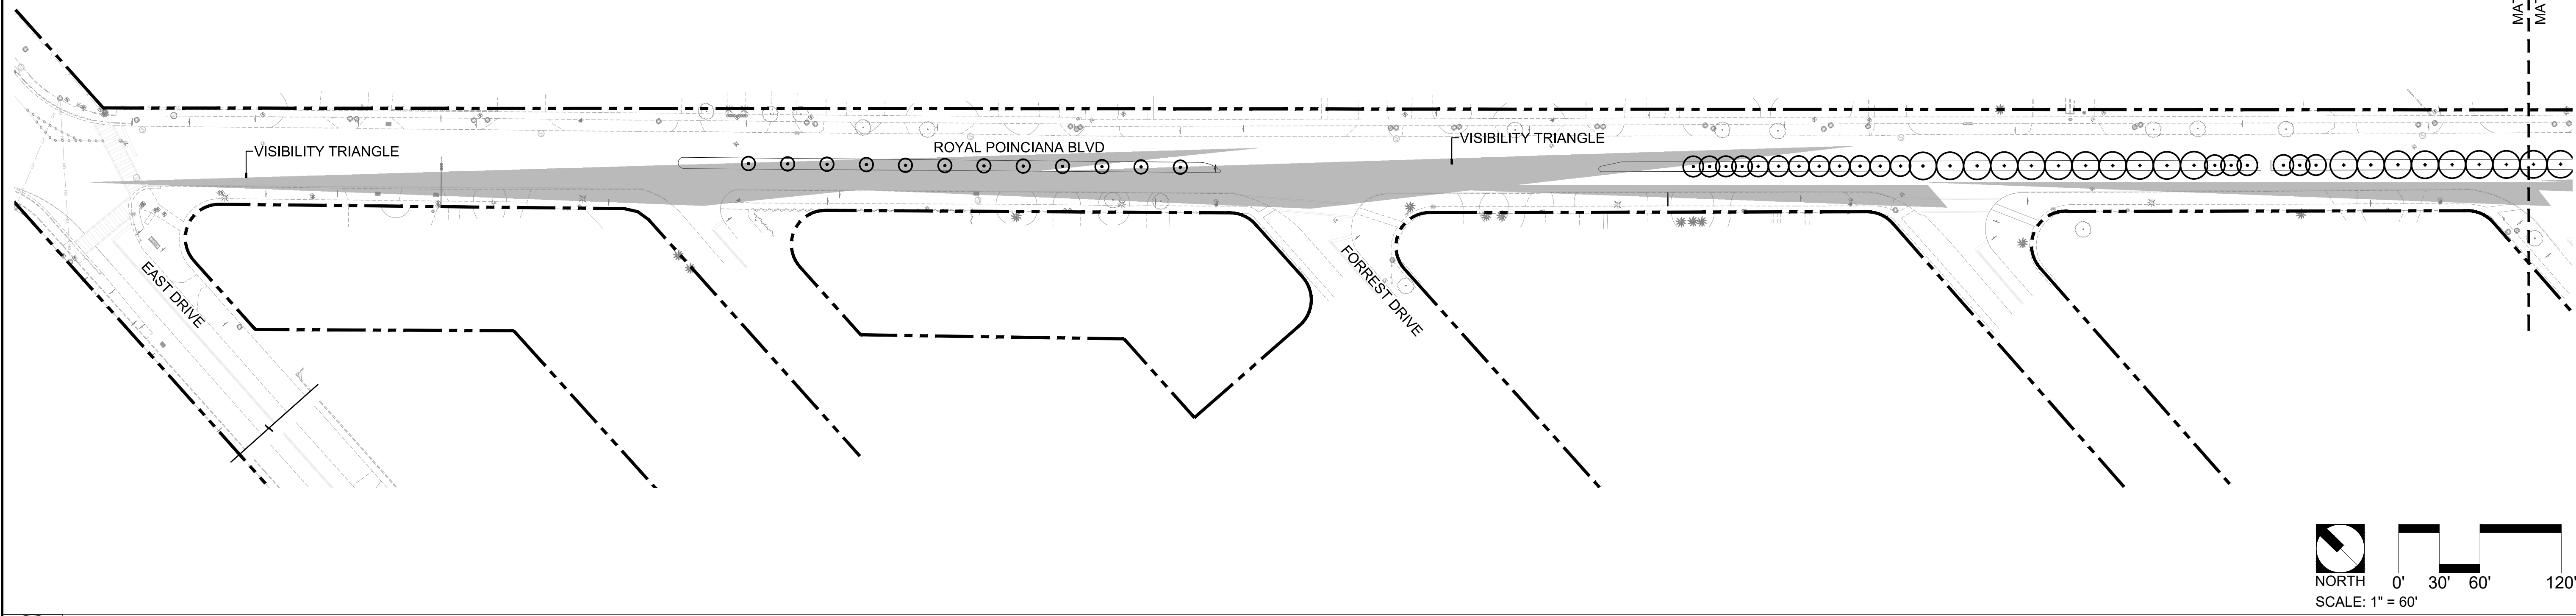 VISIBILITY TRIANGLE
ROYAL POINCIANA BLVD
VISIBILITY TRIANGLE
EAST DRIVE
FORREST DRIVE
NORTH
0' 30' 60' 120'
SCALE: 1" = 60'